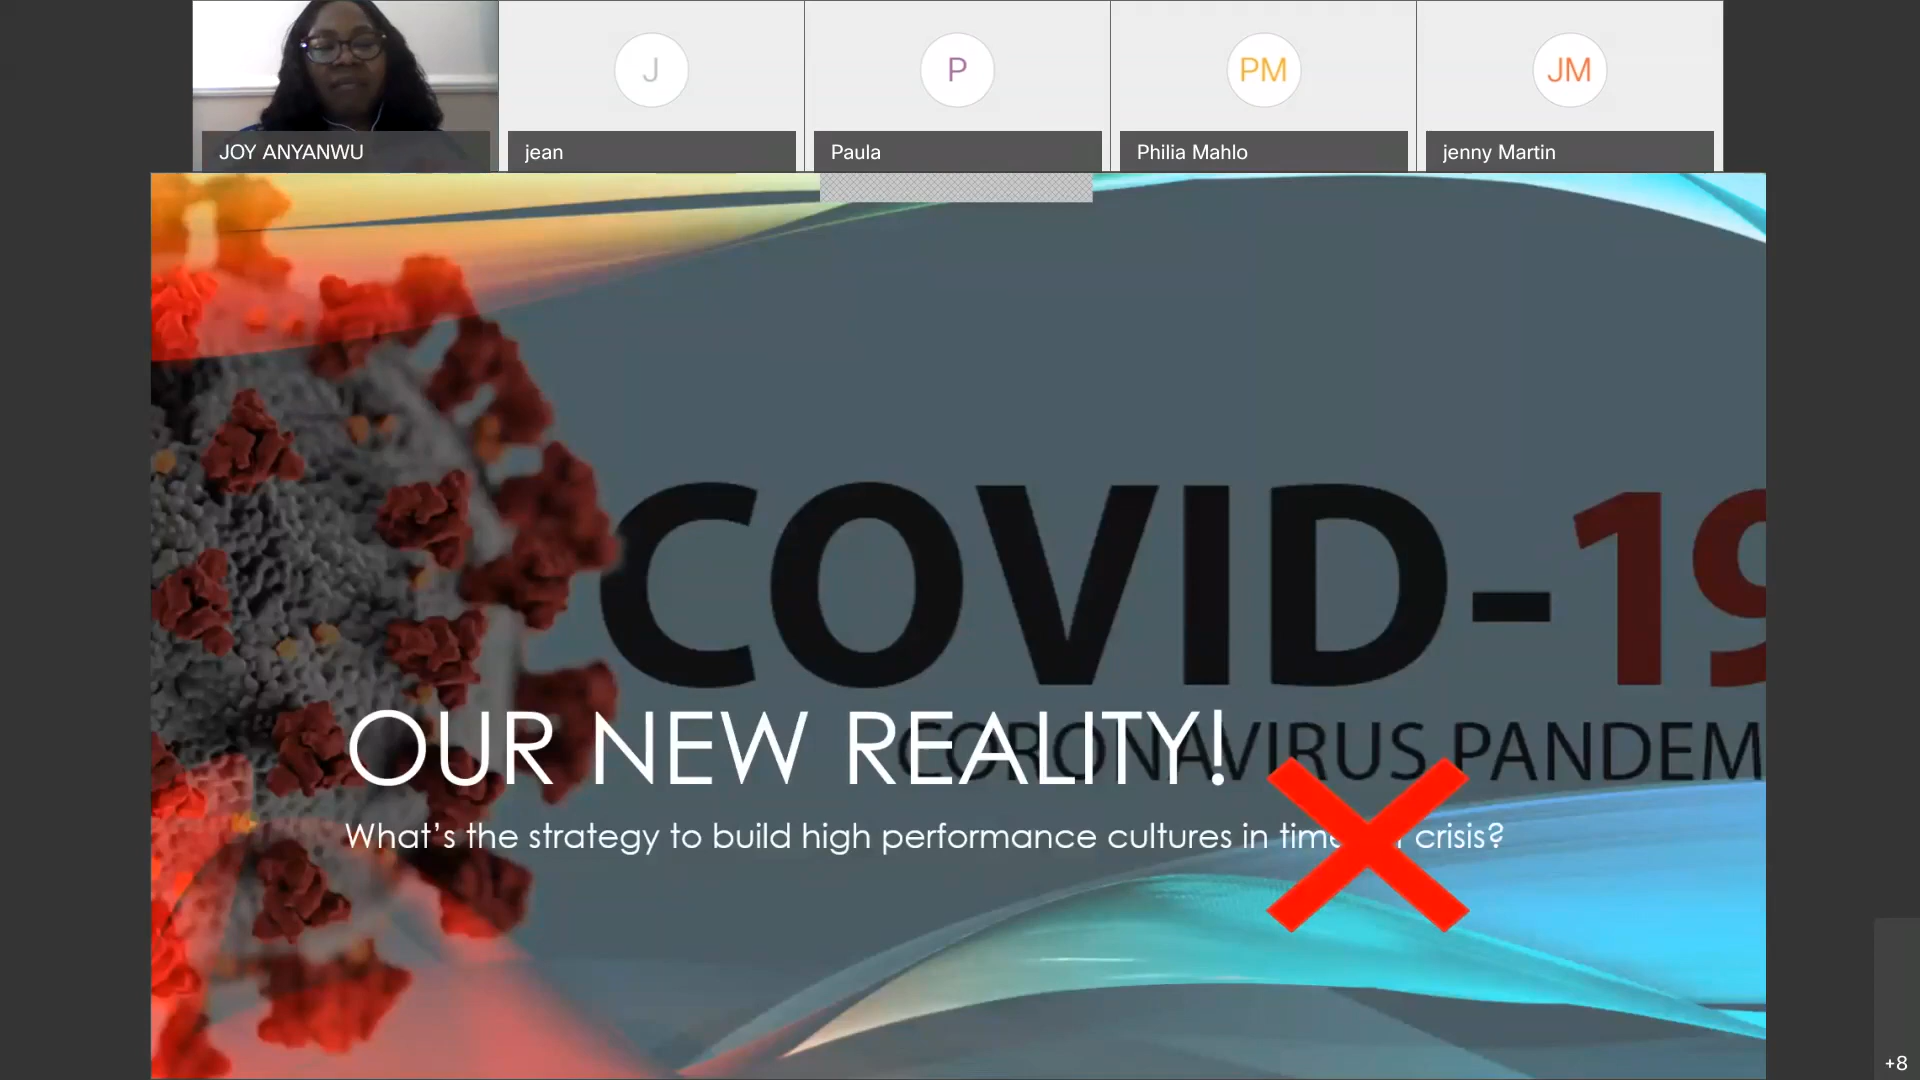 J
P
PM
JM
JOY ANYANWU
jean
Paula
Philia Mahlo
jenny Martin
COVID-19
CORONAVIRUS PANDEM
OUR NEW REALITY!
What's the strategy to build high performance cultures in crisis?
+8